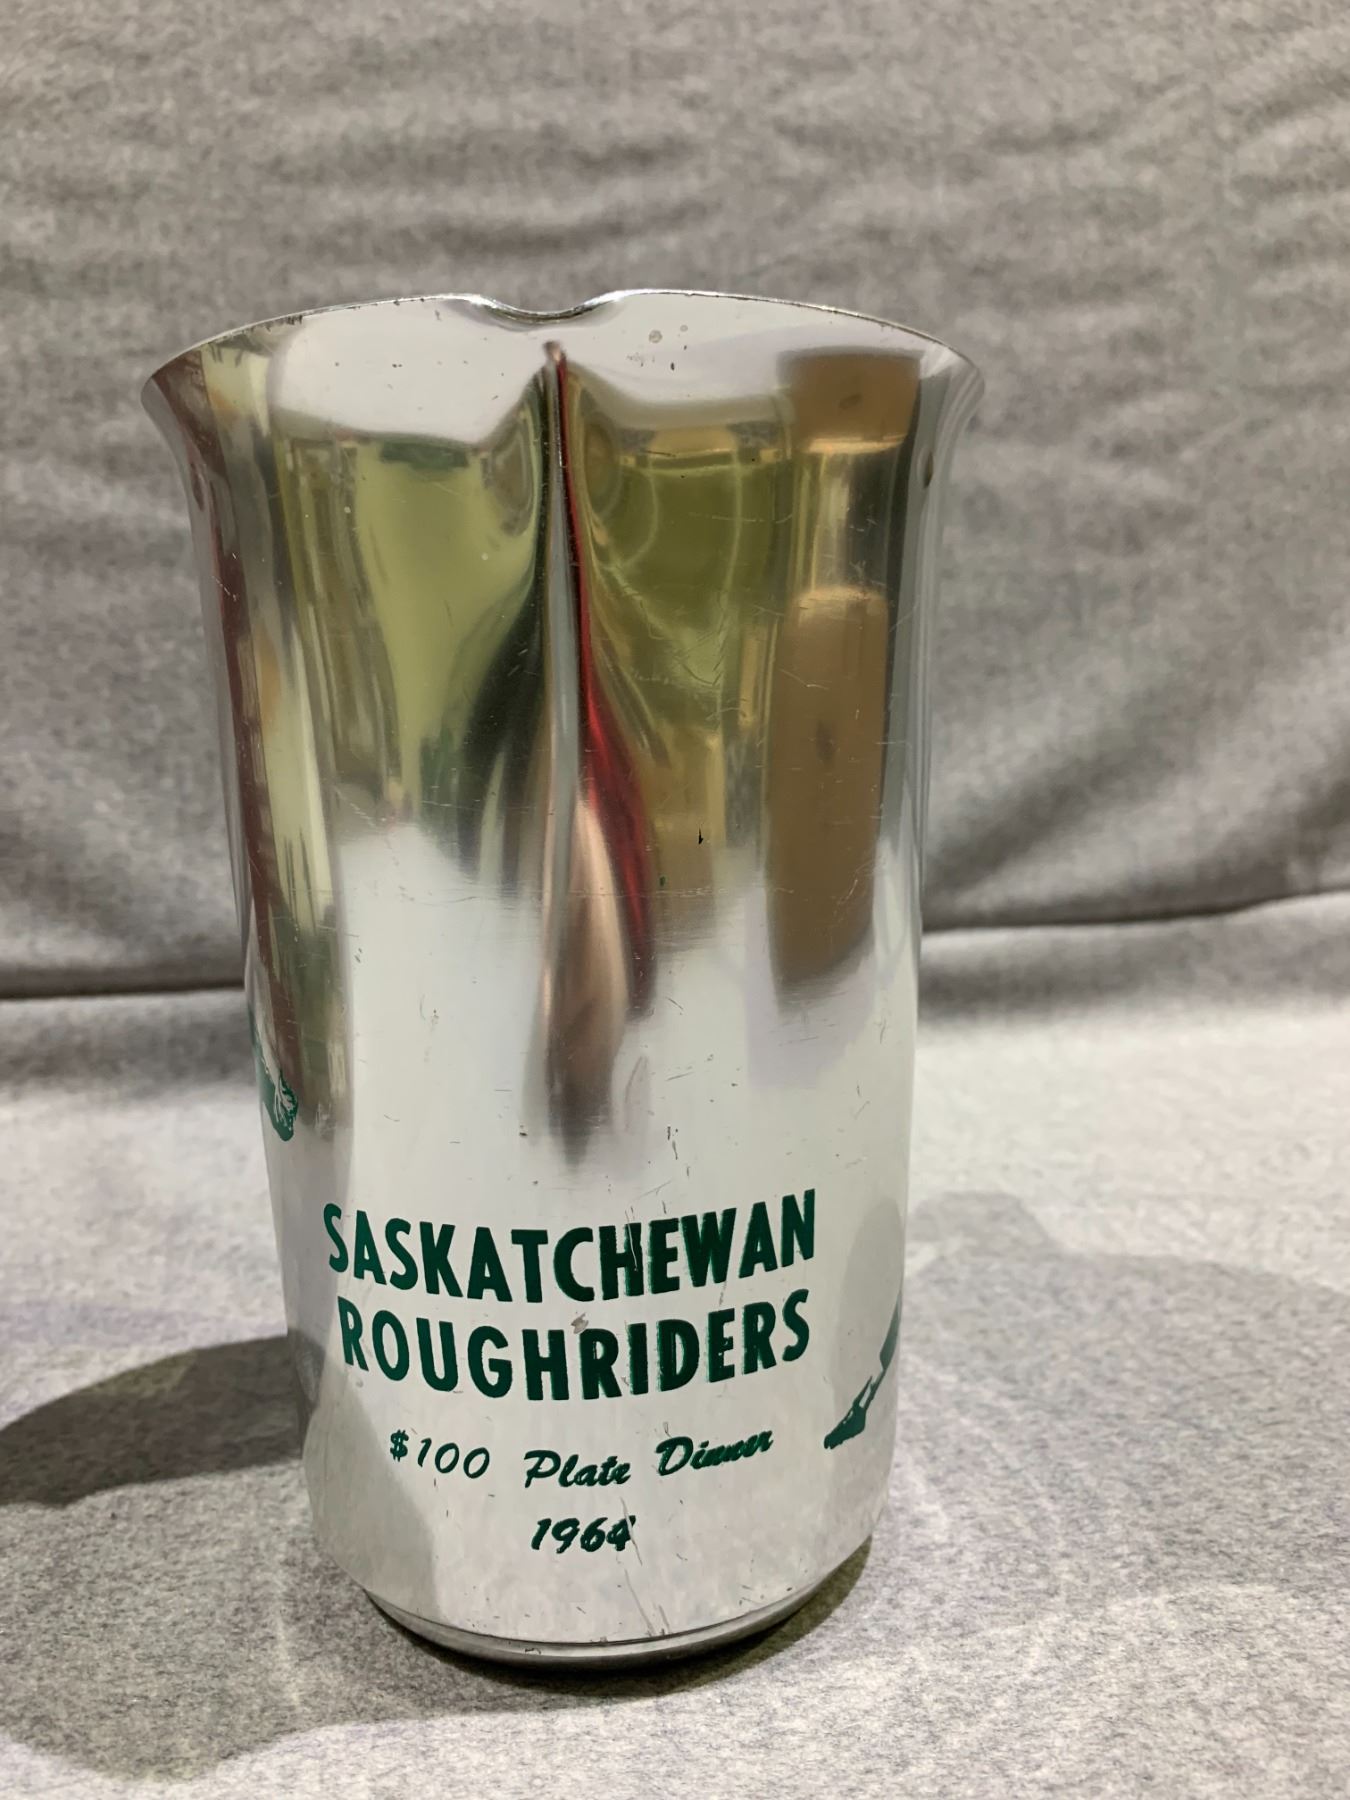 SASKATCHEWAN
ROUGHRIDERS
$100 Plate Dinner
1964